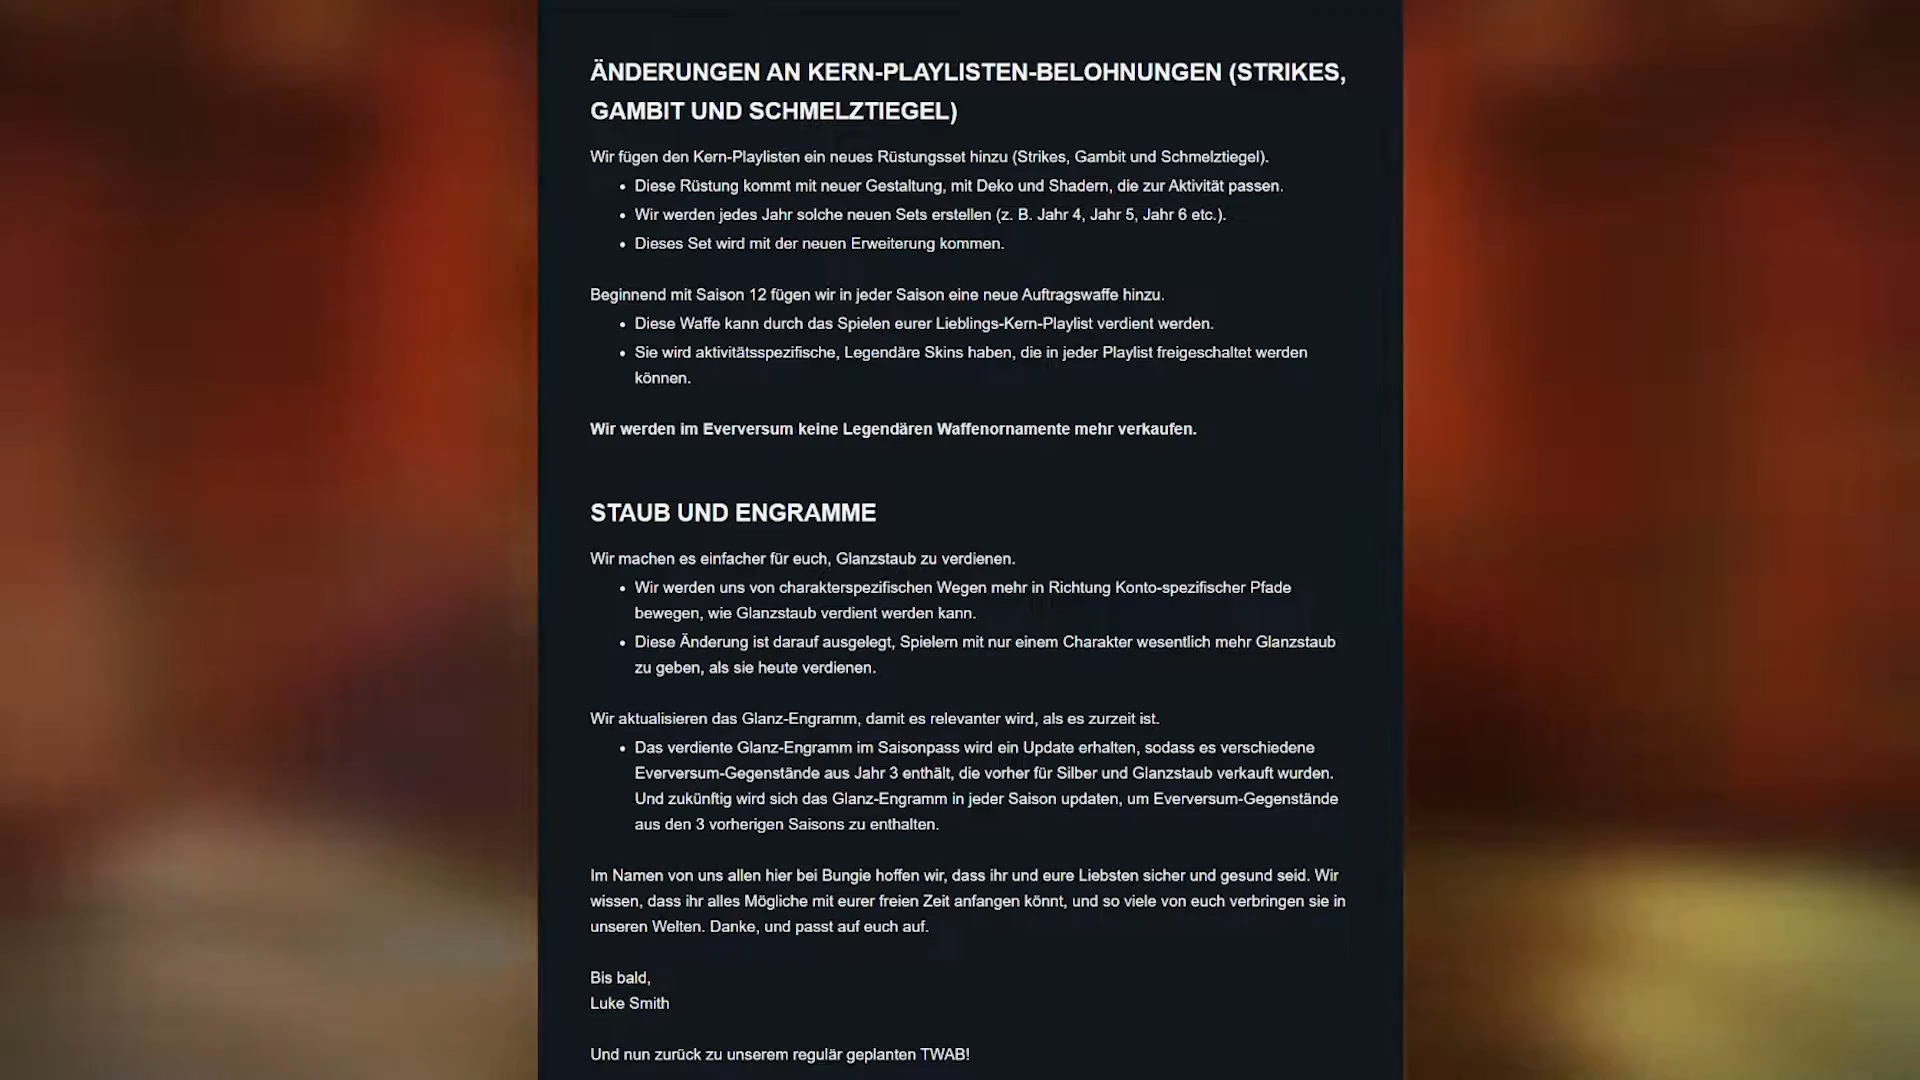 ÄNDERUNGEN AN KERN-PLAYLISTEN-BELOHNUNGEN (STRIKES,
GAMBIT UND SCHMELZTIEGEL)
Wir fügen den Kern-Playlisten ein neues Rüstungsset hinzu (Strikes, Gambit und Schmelztiegel).
• Diese Rüstung kommt mit neuer Gestaltung, mit Deko und Shadern, die zur Aktivität passen.
• Wir werden jedes Jahr solche neuen Sets erstellen (z. B. Jahr 4, Jahr 5, Jahr 6 etc.).
• Dieses Set wird mit der neuen Erweiterung kommen.
Beginnend mit Saison 12 fügen wir in jeder Saison eine neue Auftragswaffe hinzu.
• Diese Waffe kann durch das Spielen eurer Lieblings-Kern-Playlist verdient werden.
• Sie wird aktivitätsspezifische, Legendäre Skins haben, die in jeder Playlist freigeschaltet werden
können.
Wir werden im Everversum keine Legendären Waffenornamente mehr verkaufen.
STAUB UND ENGRAMME
Wir machen es einfacher für euch, Glanzstaub zu verdienen.
• Wir werden uns von charakterspezifischen Wegen mehr in Richtung Konto-spezifischer Pfade
bewegen, wie Glanzstaub verdient werden kann.
• Diese Änderung ist darauf ausgelegt, Spielern mit nur einem Charakter wesentlich mehr Glanzstaub
zu geben, als sie heute verdienen.
Wir aktualisieren das Glanz-Engramm, damit es relevanter wird, als es zurzeit ist.
• Das verdiente Glanz-Engramm im Saisonpass wird ein Update erhalten, sodass es verschiedene
Everversum-Gegenstände aus Jahr 3 enthält, die vorher für Silber und Glanzstaub verkauft wurden.
Und zukünftig wird sich das Glanz-Engramm in jeder Saison updaten, um Everversum-Gegenstände
aus den 3 vorherigen Saisons zu enthalten.
Im Namen von uns allen hier bei Bungie hoffen wir, dass ihr und eure Liebsten sicher und gesund seid. Wir
wissen, dass ihr alles Mögliche mit eurer freien Zeit anfangen könnt, und so viele von euch verbringen sie in
unseren Welten. Danke, und passt auf euch auf.
Bis bald,
Luke Smith
Und nun zurück zu unserem regulär geplanten TWAB!